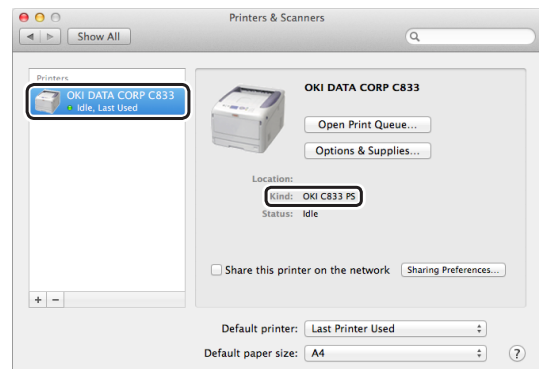 Printers & Scanners
Show All
Printers
OKI DATA CORP C833
Idle, Last Used
+ −
OKI DATA CORP C833
Open Print Queue...
Options & Supplies...
Location:
Kind: OKI C833 PS
Status: Idle
Share this printer on the network Sharing Preferences...
Default printer: Last Printer Used
Default paper size: A4
?